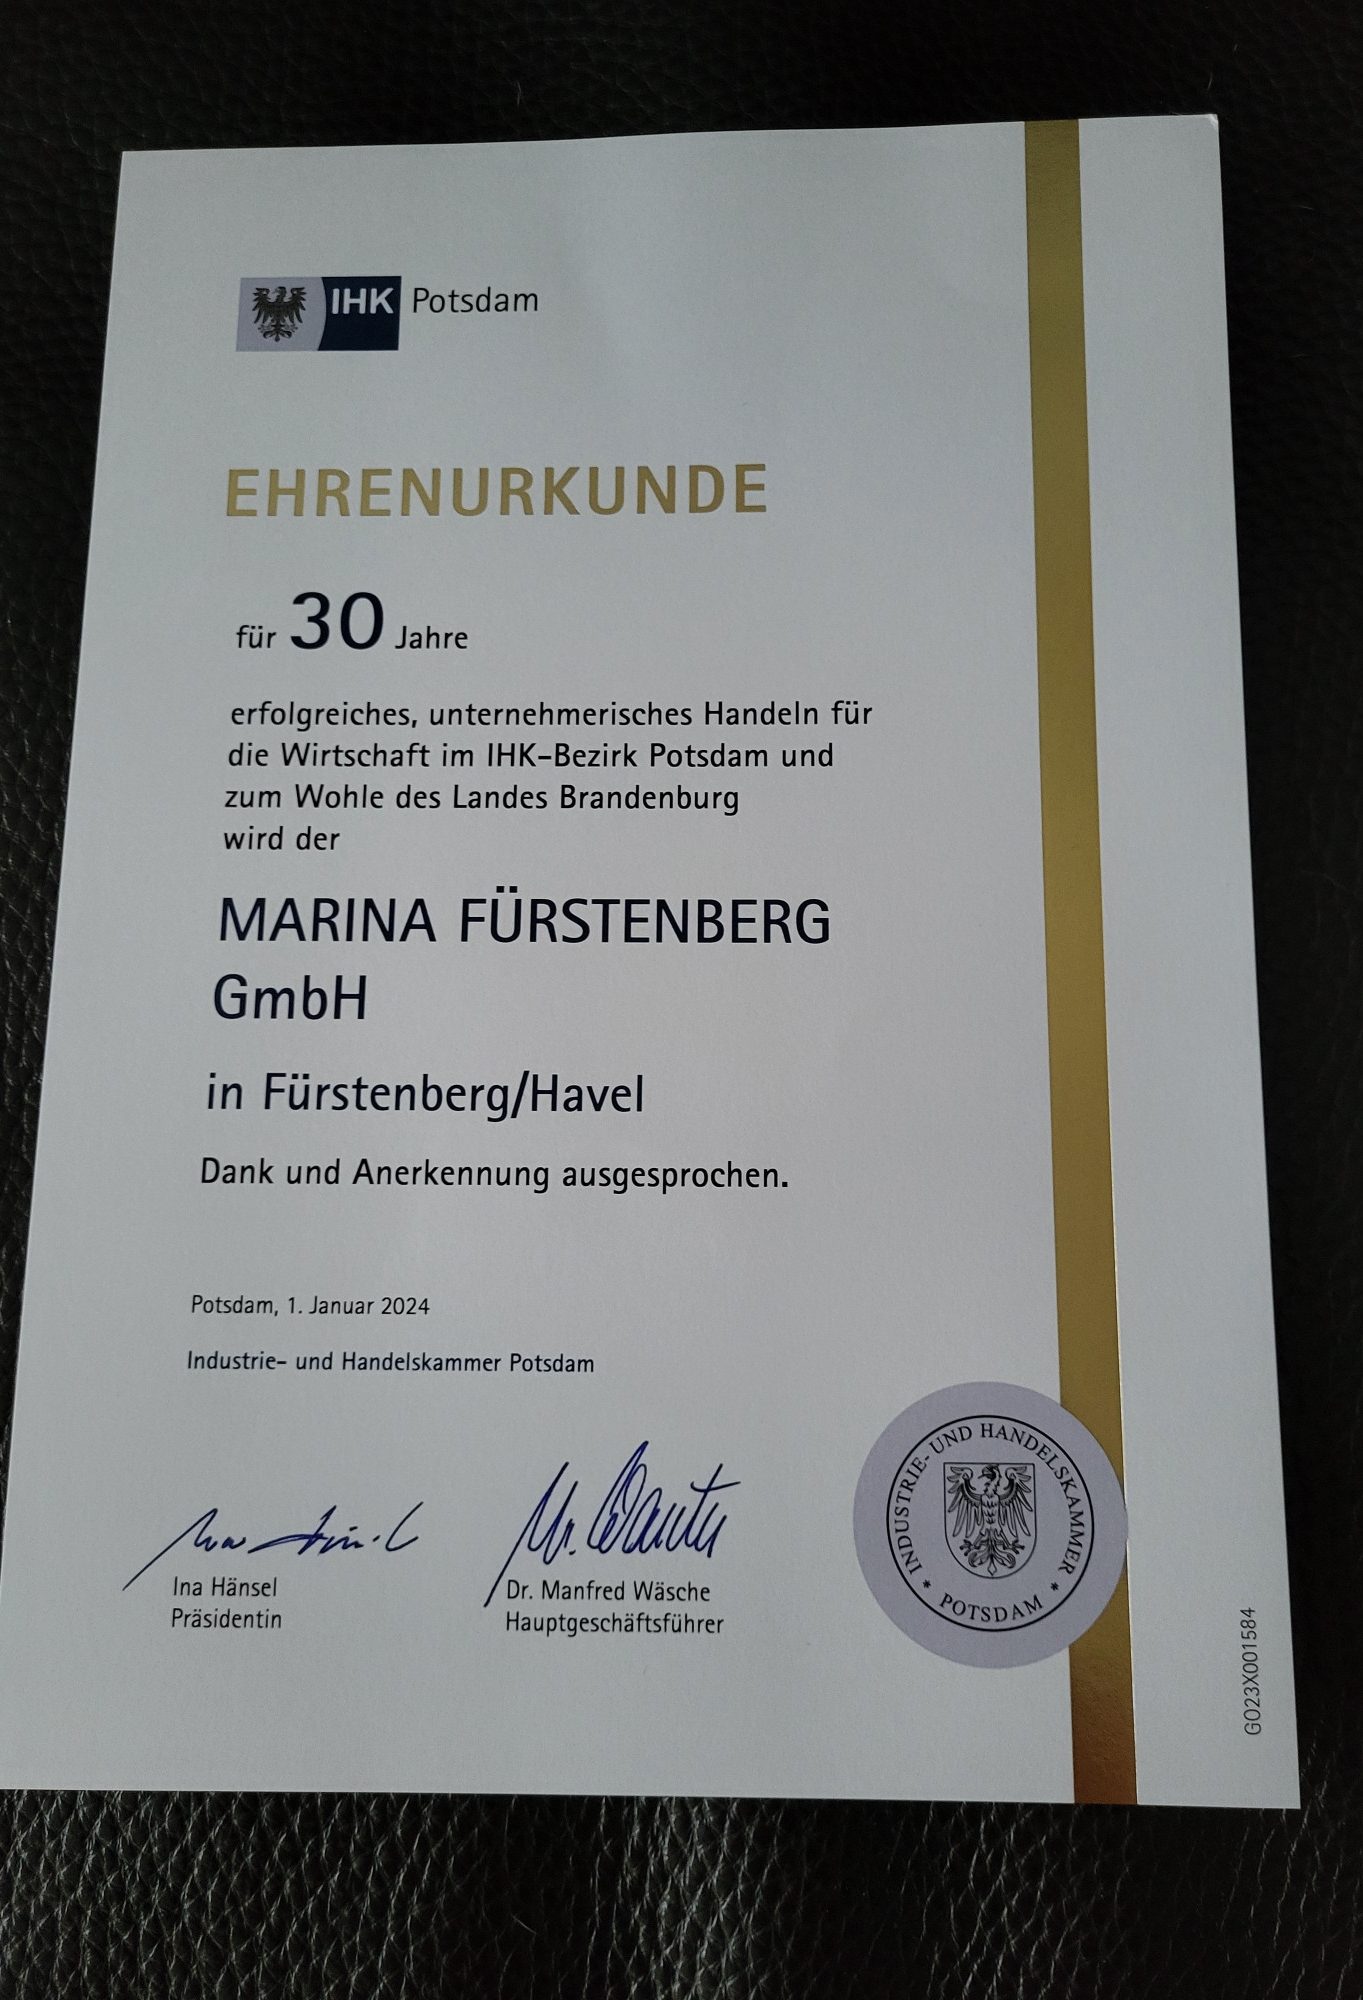 IHK Potsdam
EHRENURKUNDE
für 30 Jahre
erfolgreiches, unternehmerisches Handeln für
die Wirtschaft im IHK-Bezirk Potsdam und
zum Wohle des Landes Brandenburg
wird der
MARINA FÜRSTENBERG
GmbH
in Fürstenberg/Havel
Dank und Anerkennung ausgesprochen.
Potsdam, 1. Januar 2024
Industrie- und Handelskammer Potsdam
Ina Hänsel
Präsidentin
Dr. Manfred Wäsche
Hauptgeschäftsführer
INDUSTRIE- UND HANDELSKAMMER
* POTSDAM *
GO23X001584